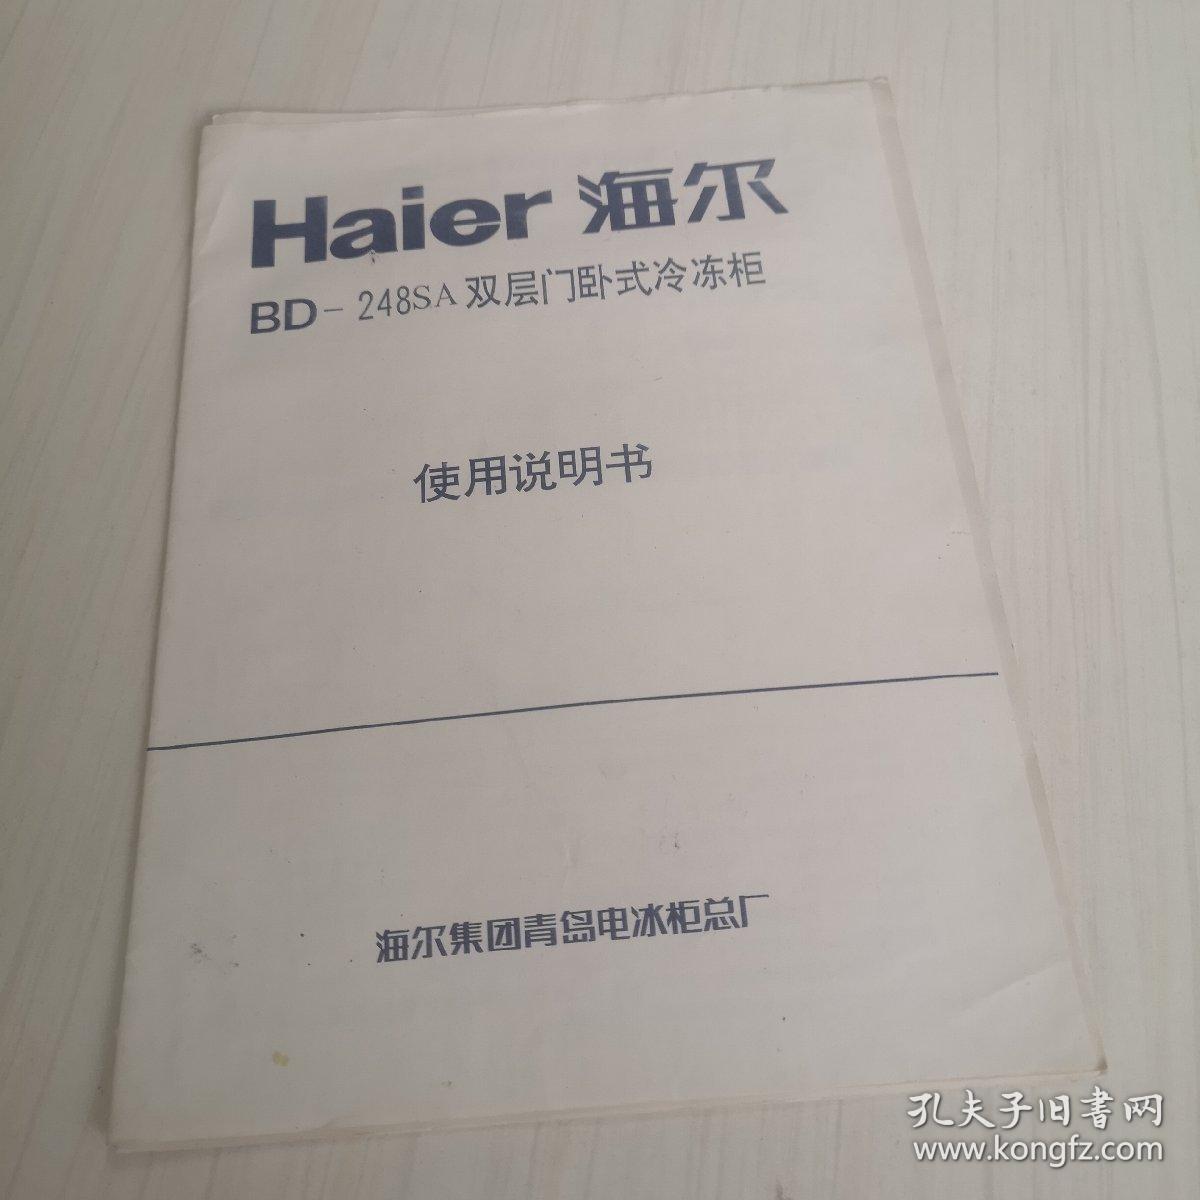 Haier 海尔
BD-248SA 双层门卧式冷冻柜
使用说明书
海尔集团青岛电冰柜总厂
孔夫子旧书网
www.kongfz.com